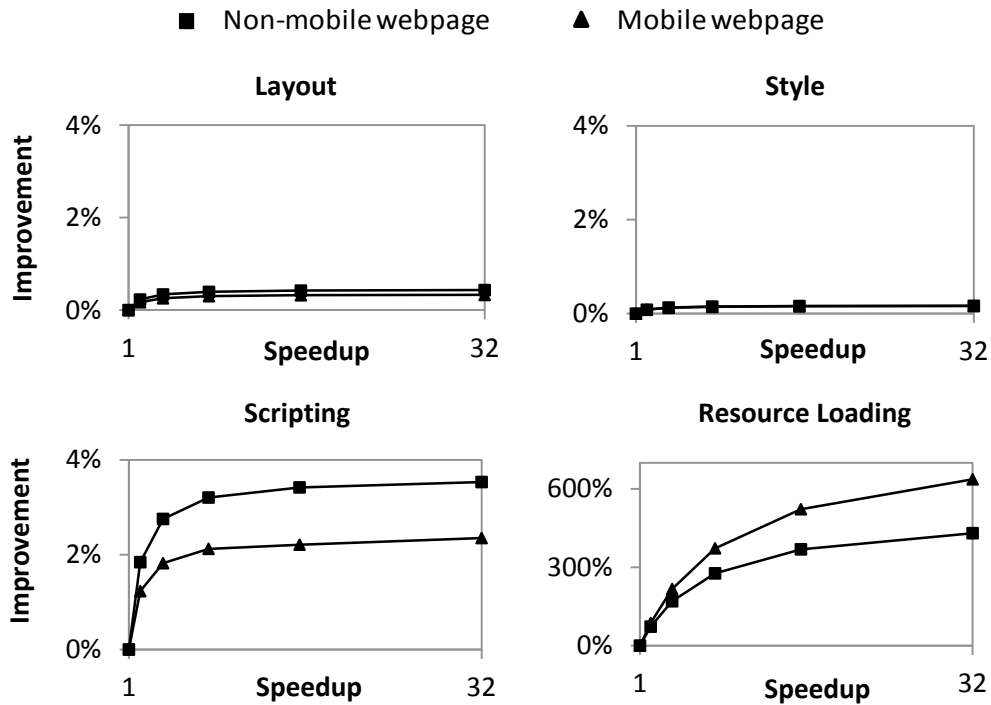 Non-mobile webpage
Mobile webpage
Layout
Improvement
4%
2%
0%
1
Speedup
32
Style
4%
2%
0%
1
Speedup
32
Scripting
Improvement
4%
2%
0%
1
Speedup
32
Resource Loading
600%
300%
0%
1
Speedup
32